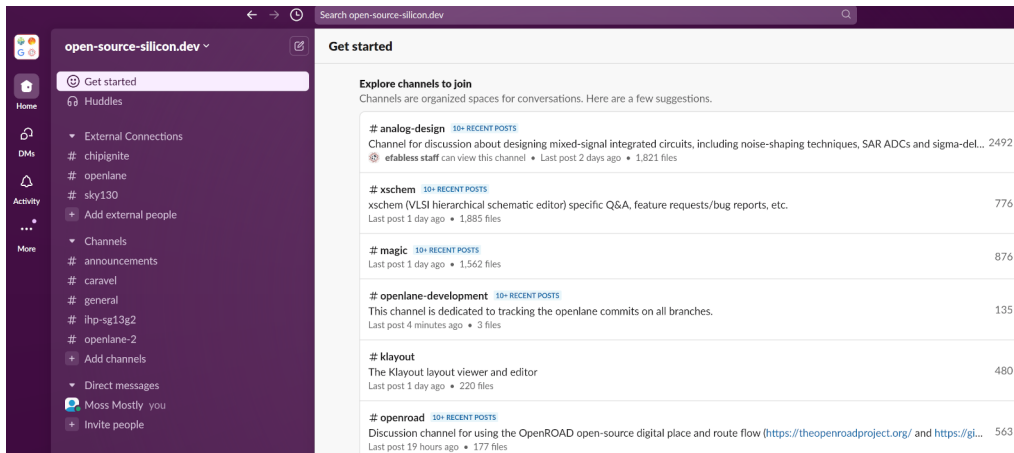 Search open-source-silicon.dev
open-source-silicon.dev
Get started
Huddles
Home
External Connections
# chipignite
DMs
# openlane
# sky130
Activity
+ Add external people
Channels
More
# announcements
# caravel
# general
# ihp-sg13g2
# openlane-2
+ Add channels
Direct messages
Moss Mostly you
+ Invite people
Get started
Explore channels to join
Channels are organized spaces for conversations. Here are a few suggestions.
# analog-design 10+ RECENT POSTS
Channel for discussion about designing mixed-signal integrated circuits, including noise-shaping techniques, SAR ADCs and sigma-del... 2492
efabless staff can view this channel • Last post 2 days ago • 1,821 files
# xschem 10+ RECENT POSTS
xschem (VLSI hierarchical schematic editor) specific Q&A, feature requests/bug reports, etc. 776
Last post 1 day ago • 1,885 files
# magic 10+ RECENT POSTS
876
Last post 1 day ago • 1,562 files
# openlane-development 10+ RECENT POSTS
This channel is dedicated to tracking the openlane commits on all branches. 135
Last post 4 minutes ago • 3 files
# klayout
The Klayout layout viewer and editor 480
Last post 1 day ago • 220 files
# openroad 10+ RECENT POSTS
Discussion channel for using the OpenROAD open-source digital place and route flow (https://theopenroadproject.org/ and https://gi... 563
Last post 19 hours ago • 177 files